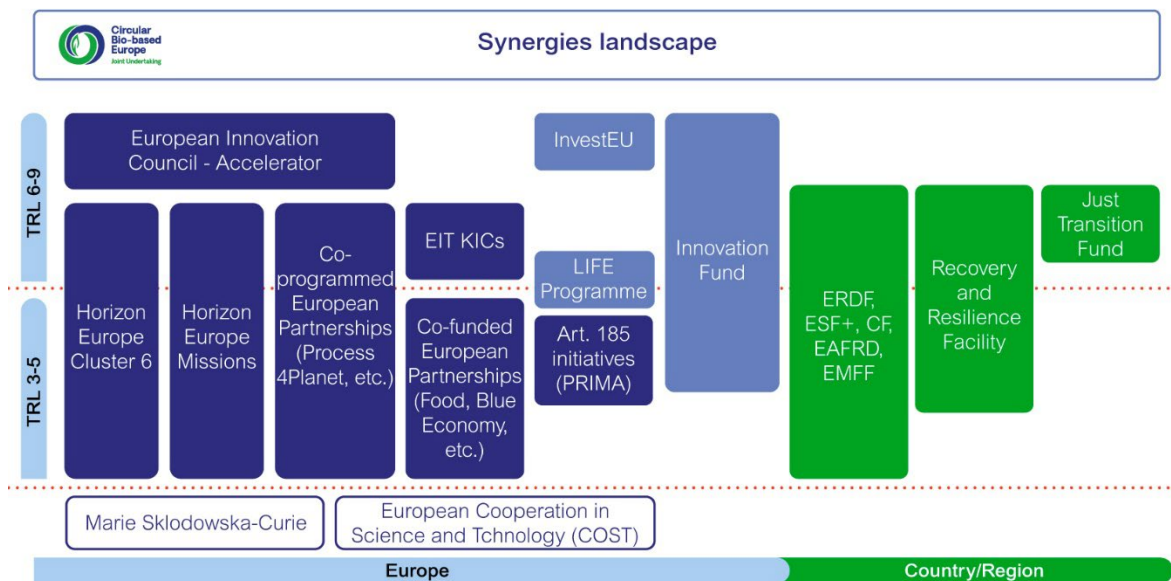 Circular
Bio-based
Europe
Joint Undertaking
Synergies landscape
TRL 6-9
TRL 3-5
European Innovation
Council - Accelerator
Horizon
Europe
Cluster 6
Horizon
Europe
Missions
Co-
programmed
European
Partnerships
(Process
4Planet, etc.)
EIT KICs
Co-funded
European
Partnerships
(Food, Blue
Economy,
etc.)
InvestEU
LIFE
Programme
Art. 185
initiatives
(PRIMA)
Innovation
Fund
ERDF,
ESF+, CF,
EAFRD,
EMFF
Recovery
and
Resilience
Facility
Just
Transition
Fund
Marie Sklodowska-Curie
European Cooperation in
Science and Tchnology (COST)
Europe
Country/Region